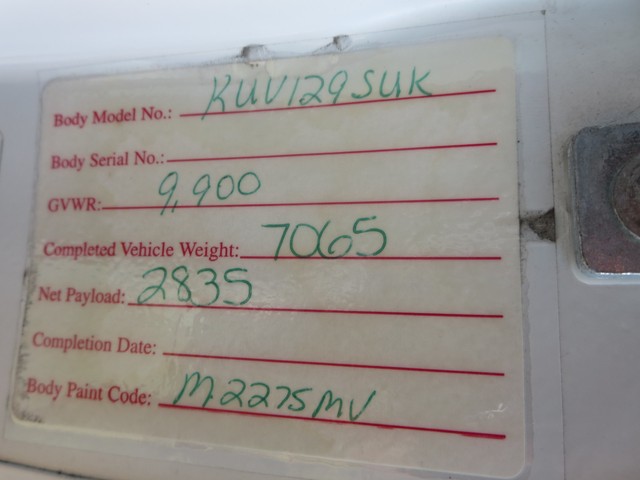 Body Model No.: KUV129SUK
Body Serial No.:
GVWR: 9,900
Completed Vehicle Weight: 7065
Net Payload: 2835
Completion Date:
Body Paint Code: M2275MV